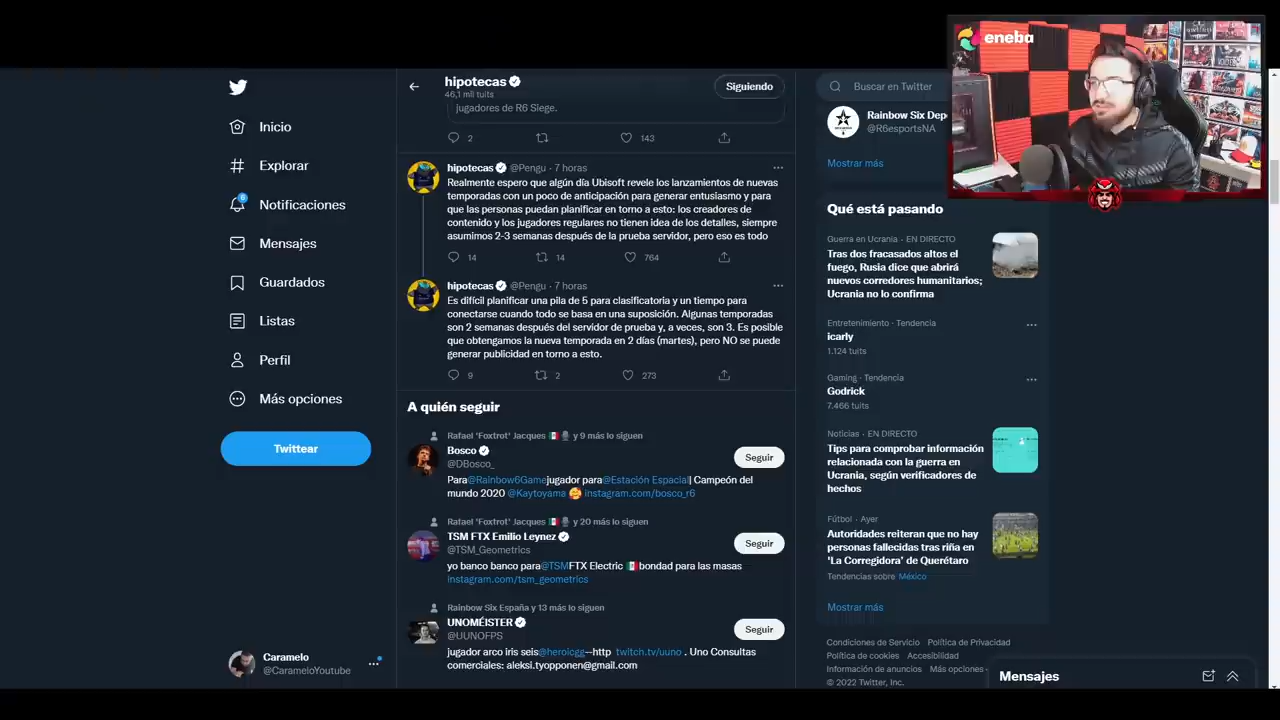 eneba
hipotecas
46,1 mil tuits
Siguiendo
jugadores de R6 Siege.
2
143
hipotecas @Pengu · 7 horas
Realmente espero que algún día Ubisoft revele los lanzamientos de nuevas
temporadas con un poco de anticipación para generar entusiasmo y para
que las personas puedan planificar en torno a esto: los creadores de
contenido y los jugadores regulares no tienen idea de los detalles, siempre
asumimos 2-3 semanas después de la prueba servidor, pero eso es todo
14
14
764
hipotecas @Pengu · 7 horas
Es difícil planificar una pila de 5 para clasificatoria y un tiempo para
conectarse cuando todo se basa en una suposición. Algunas temporadas
son 2 semanas después del servidor de prueba y, a veces, son 3. Es posible
que obtengamos la nueva temporada en 2 días (martes), pero NO se puede
generar publicidad en torno a esto.
9
2
273
A quién seguir
Rafael 'Foxtrot' Jacques y 9 más lo siguen
Bosco
@DBosco_
Seguir
Para@Rainbow6Gamejugador para@Estación Espacial| Campeón del
mundo 2020 @Kaytoyama instagram.com/bosco_r6
Rafael 'Foxtrot' Jacques y 20 más lo siguen
TSM FTX Emilio Leynez
@TSM_Geometrics
Seguir
yo banco banco para@TSMFTX Electric bondad para las masas
instagram.com/tsm_geometrics
Rainbow Six España y 13 más lo siguen
UNOMÉISTER
@UUNOFPS
Seguir
jugador arco iris seis@heroicgg--http twitch.tv/uuno . Uno Consultas
comerciales: aleksi.tyopponen@gmail.com
Inicio
Explorar
6
Notificaciones
Mensajes
Guardados
Listas
Perfil
Más opciones
Twittear
Caramelo
@CarameloYoutube
Buscar en Twitter
Rainbow Six Dep
@R6esportsNA
Mostrar más
Qué está pasando
Guerra en Ucrania · EN DIRECTO
Tras dos fracasados altos el
fuego, Rusia dice que abrirá
nuevos corredores humanitarios;
Ucrania no lo confirma
Entretenimiento · Tendencia
icarly
1.124 tuits
Gaming · Tendencia
Godrick
7.466 tuits
Noticias · EN DIRECTO
Tips para comprobar información
relacionada con la guerra en
Ucrania, según verificadores de
hechos
Fútbol · Ayer
Autoridades reiteran que no hay
personas fallecidas tras riña en
'La Corregidora' de Querétaro
Tendencias sobre México
Mostrar más
Condiciones de Servicio Política de Privacidad
Política de cookies Accesibilidad
Información de anuncios Más opciones
© 2022 Twitter, Inc.
Mensajes